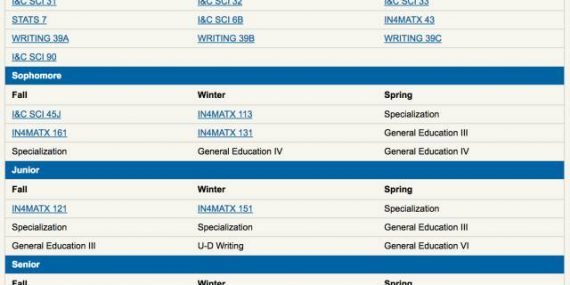 I&C SCI 31 I&C SCI 32 I&C SCI 33
STATS 7 I&C SCI 6B IN4MATX 43
WRITING 39A WRITING 39B WRITING 39C
I&C SCI 90
Sophomore
Fall Winter Spring
I&C SCI 45J IN4MATX 113 Specialization
IN4MATX 161 IN4MATX 131 General Education III
Specialization General Education IV General Education IV
Junior
Fall Winter Spring
IN4MATX 121 IN4MATX 151 Specialization
Specialization Specialization General Education III
General Education III U-D Writing General Education VI
Senior
Fall Winter Spring